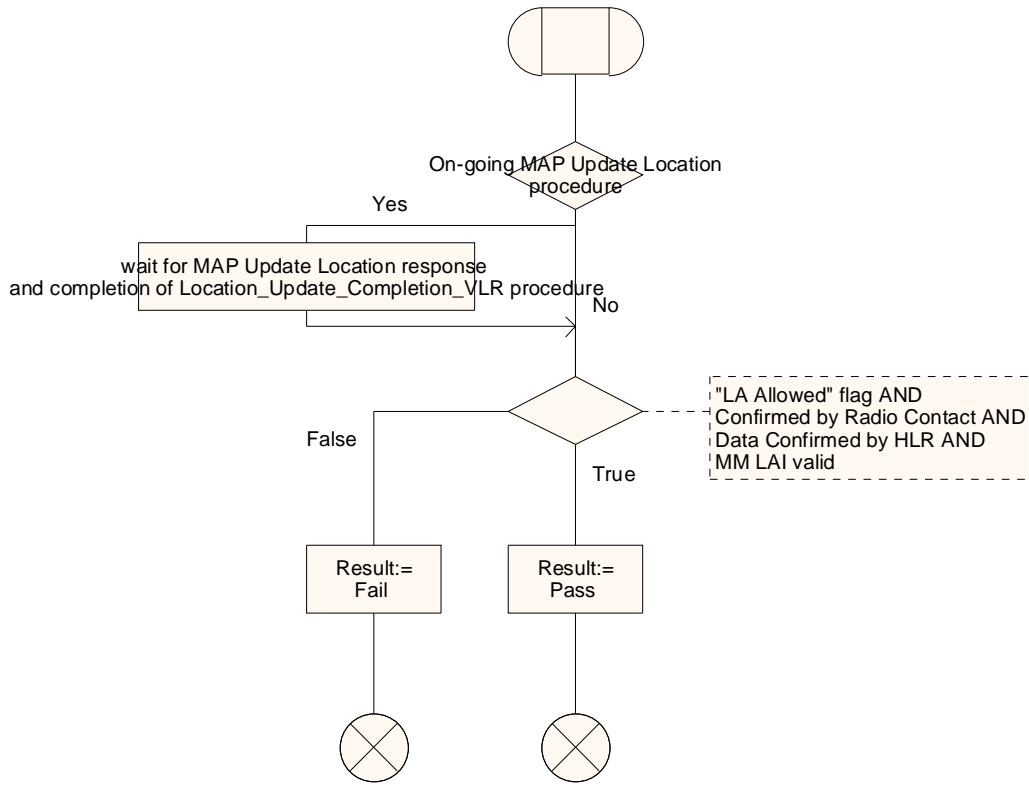 On-going MAP Update Location
procedure
Yes
wait for MAP Update Location response
and completion of Location_Update_Completion_VLR procedure
No
"LA Allowed" flag AND
Confirmed by Radio Contact AND
Data Confirmed by HLR AND
MM LAI valid
False
True
Result:=
Fail
Result:=
Pass